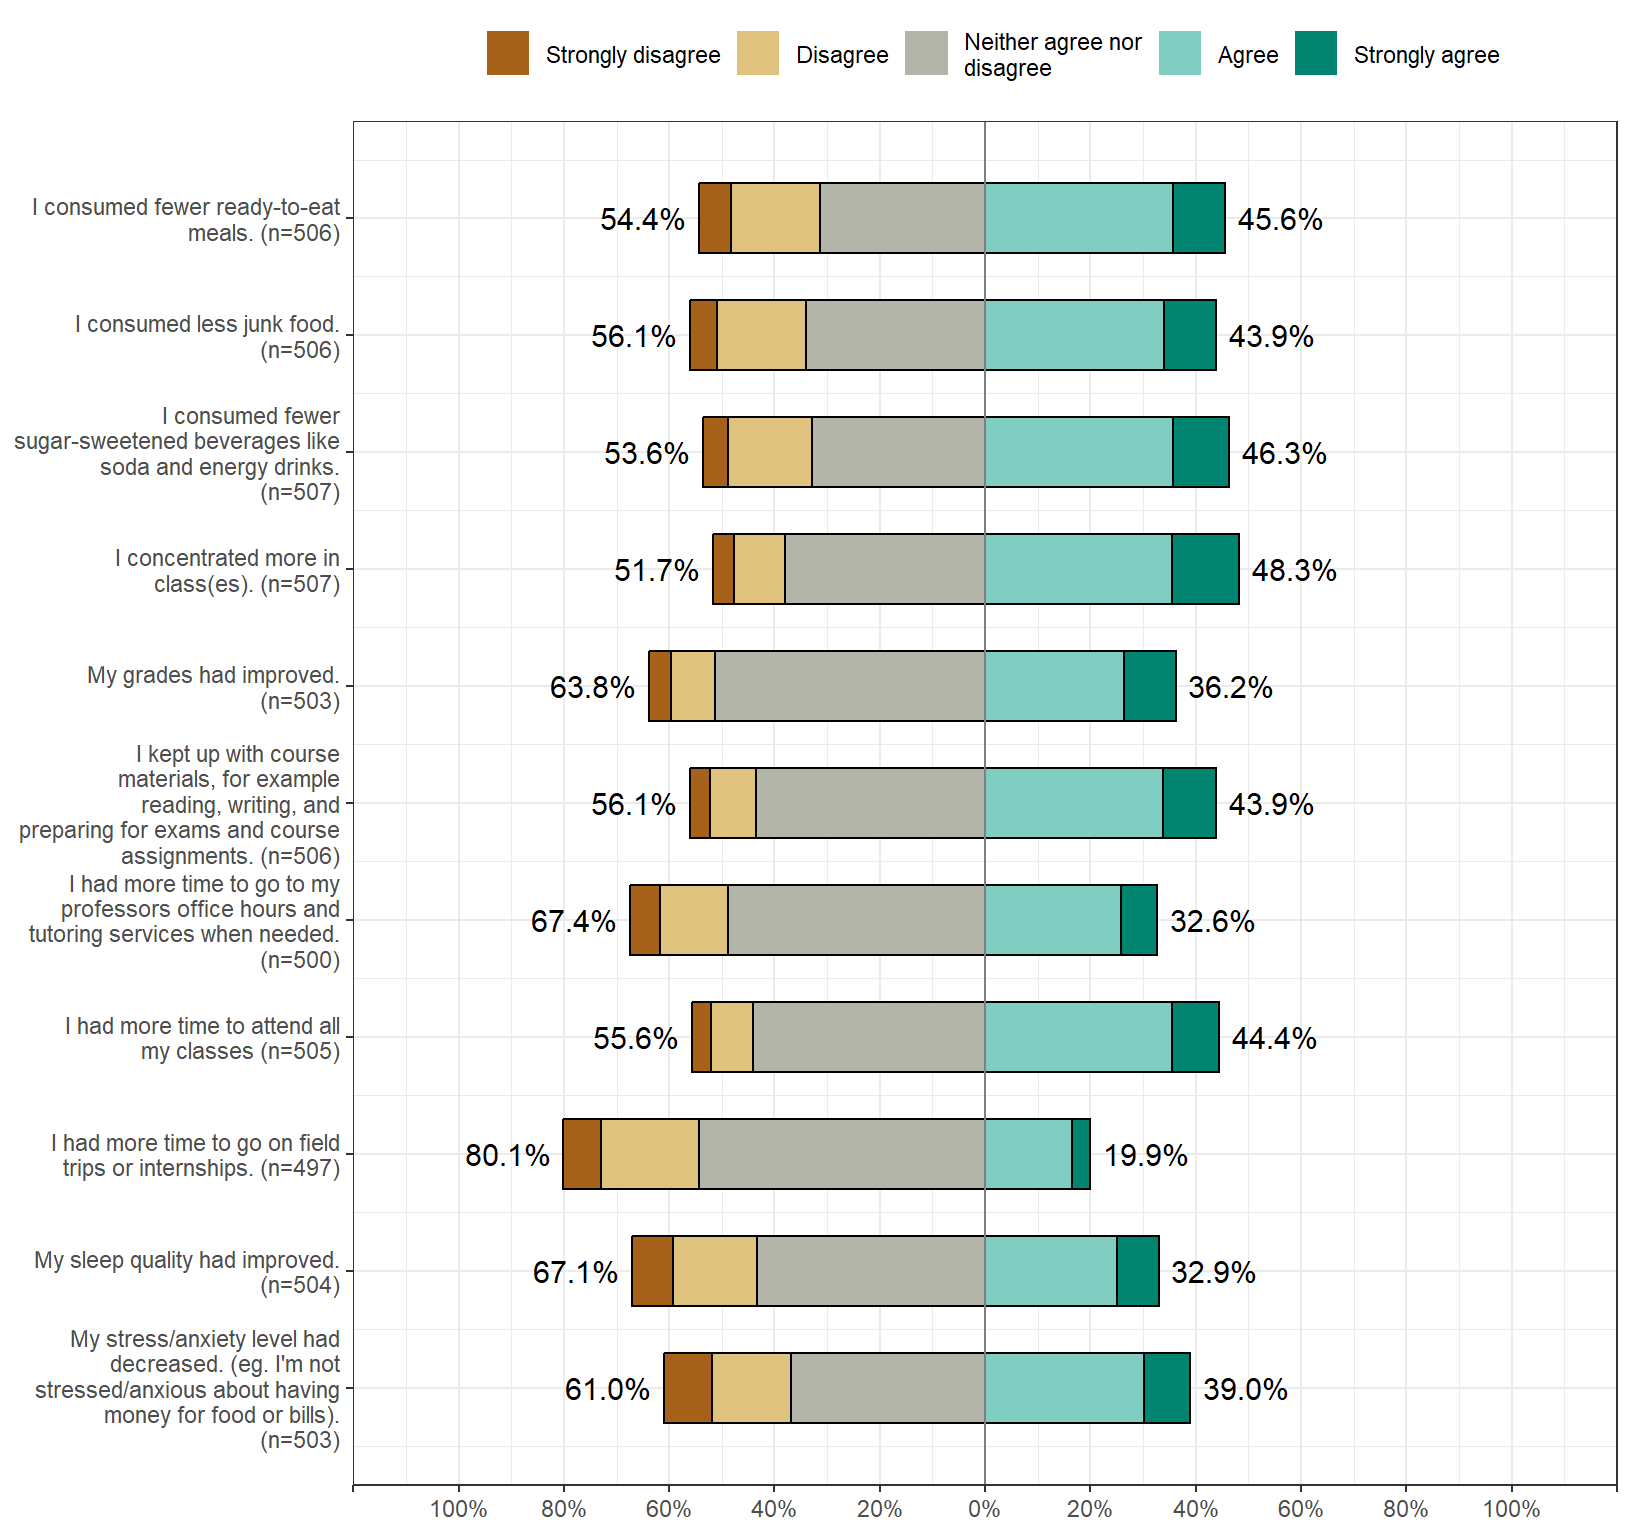 Strongly disagree
Disagree
Neither agree nor
disagree
Agree
Strongly agree
I consumed fewer ready-to-eat
meals. (n=506)
54.4%
45.6%
I consumed less junk food.
(n=506)
56.1%
43.9%
I consumed fewer
sugar-sweetened beverages like
soda and energy drinks.
(n=507)
53.6%
46.3%
I concentrated more in
class(es). (n=507)
51.7%
48.3%
My grades had improved.
(n=503)
63.8%
36.2%
I kept up with course
materials, for example
reading, writing, and
preparing for exams and course
assignments. (n=506)
56.1%
43.9%
I had more time to go to my
professors office hours and
tutoring services when needed.
(n=500)
67.4%
32.6%
I had more time to attend all
my classes (n=505)
55.6%
44.4%
I had more time to go on field
trips or internships. (n=497)
80.1%
19.9%
My sleep quality had improved.
(n=504)
67.1%
32.9%
My stress/anxiety level had
decreased. (eg. I'm not
stressed/anxious about having
money for food or bills).
(n=503)
61.0%
39.0%
100% 80% 60% 40% 20% 0% 20% 40% 60% 80% 100%